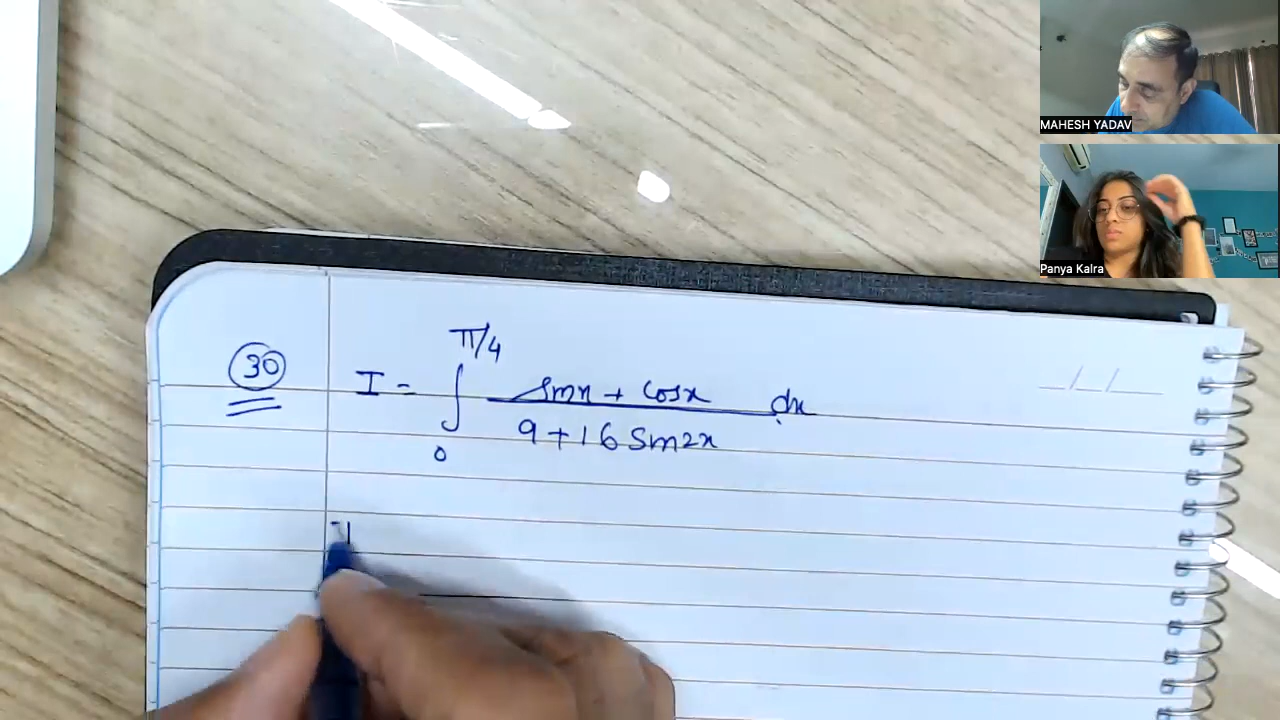 MAHESH YADAV
Panya Kalra
30
I = ∫₀^π/4 (Sinx + Cosx)/(9+16 Sin2x) dx